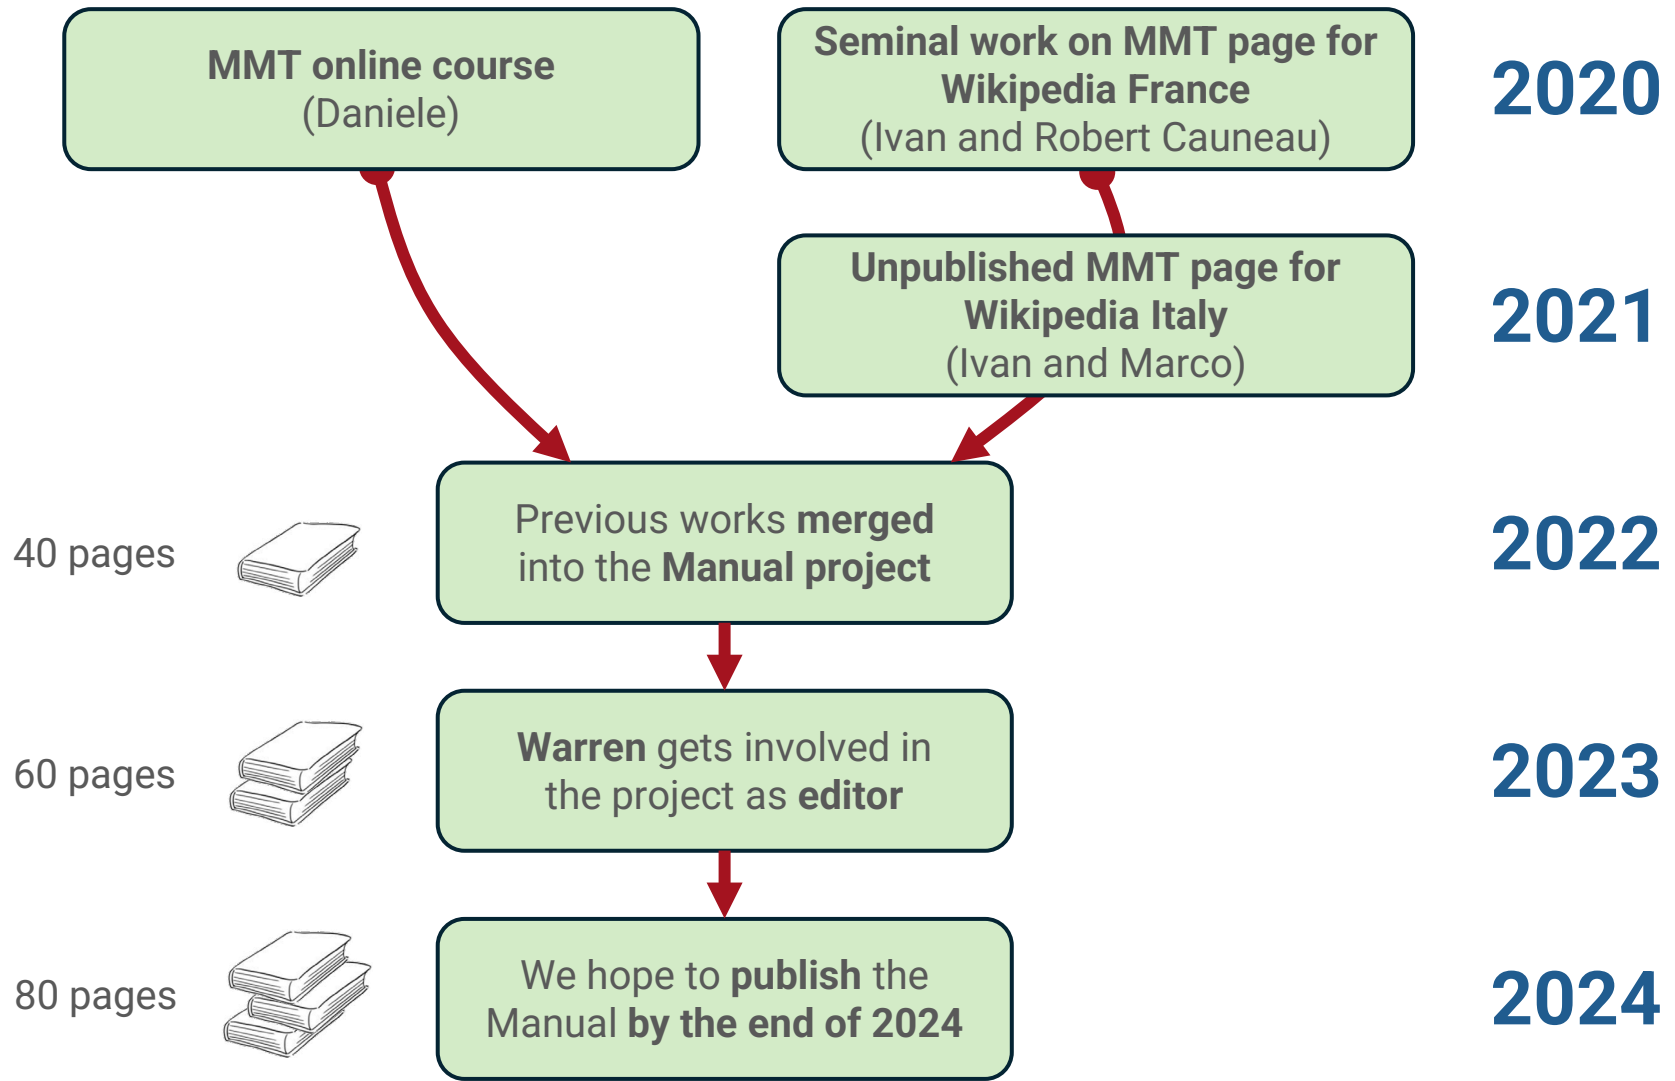 MMT online course
(Daniele)
Seminal work on MMT page for
Wikipedia France
(Ivan and Robert Cauneau)
2020
Unpublished MMT page for
Wikipedia Italy
(Ivan and Marco)
2021
40 pages
Previous works merged
into the Manual project
2022
60 pages
Warren gets involved in
the project as editor
2023
80 pages
We hope to publish the
Manual by the end of 2024
2024